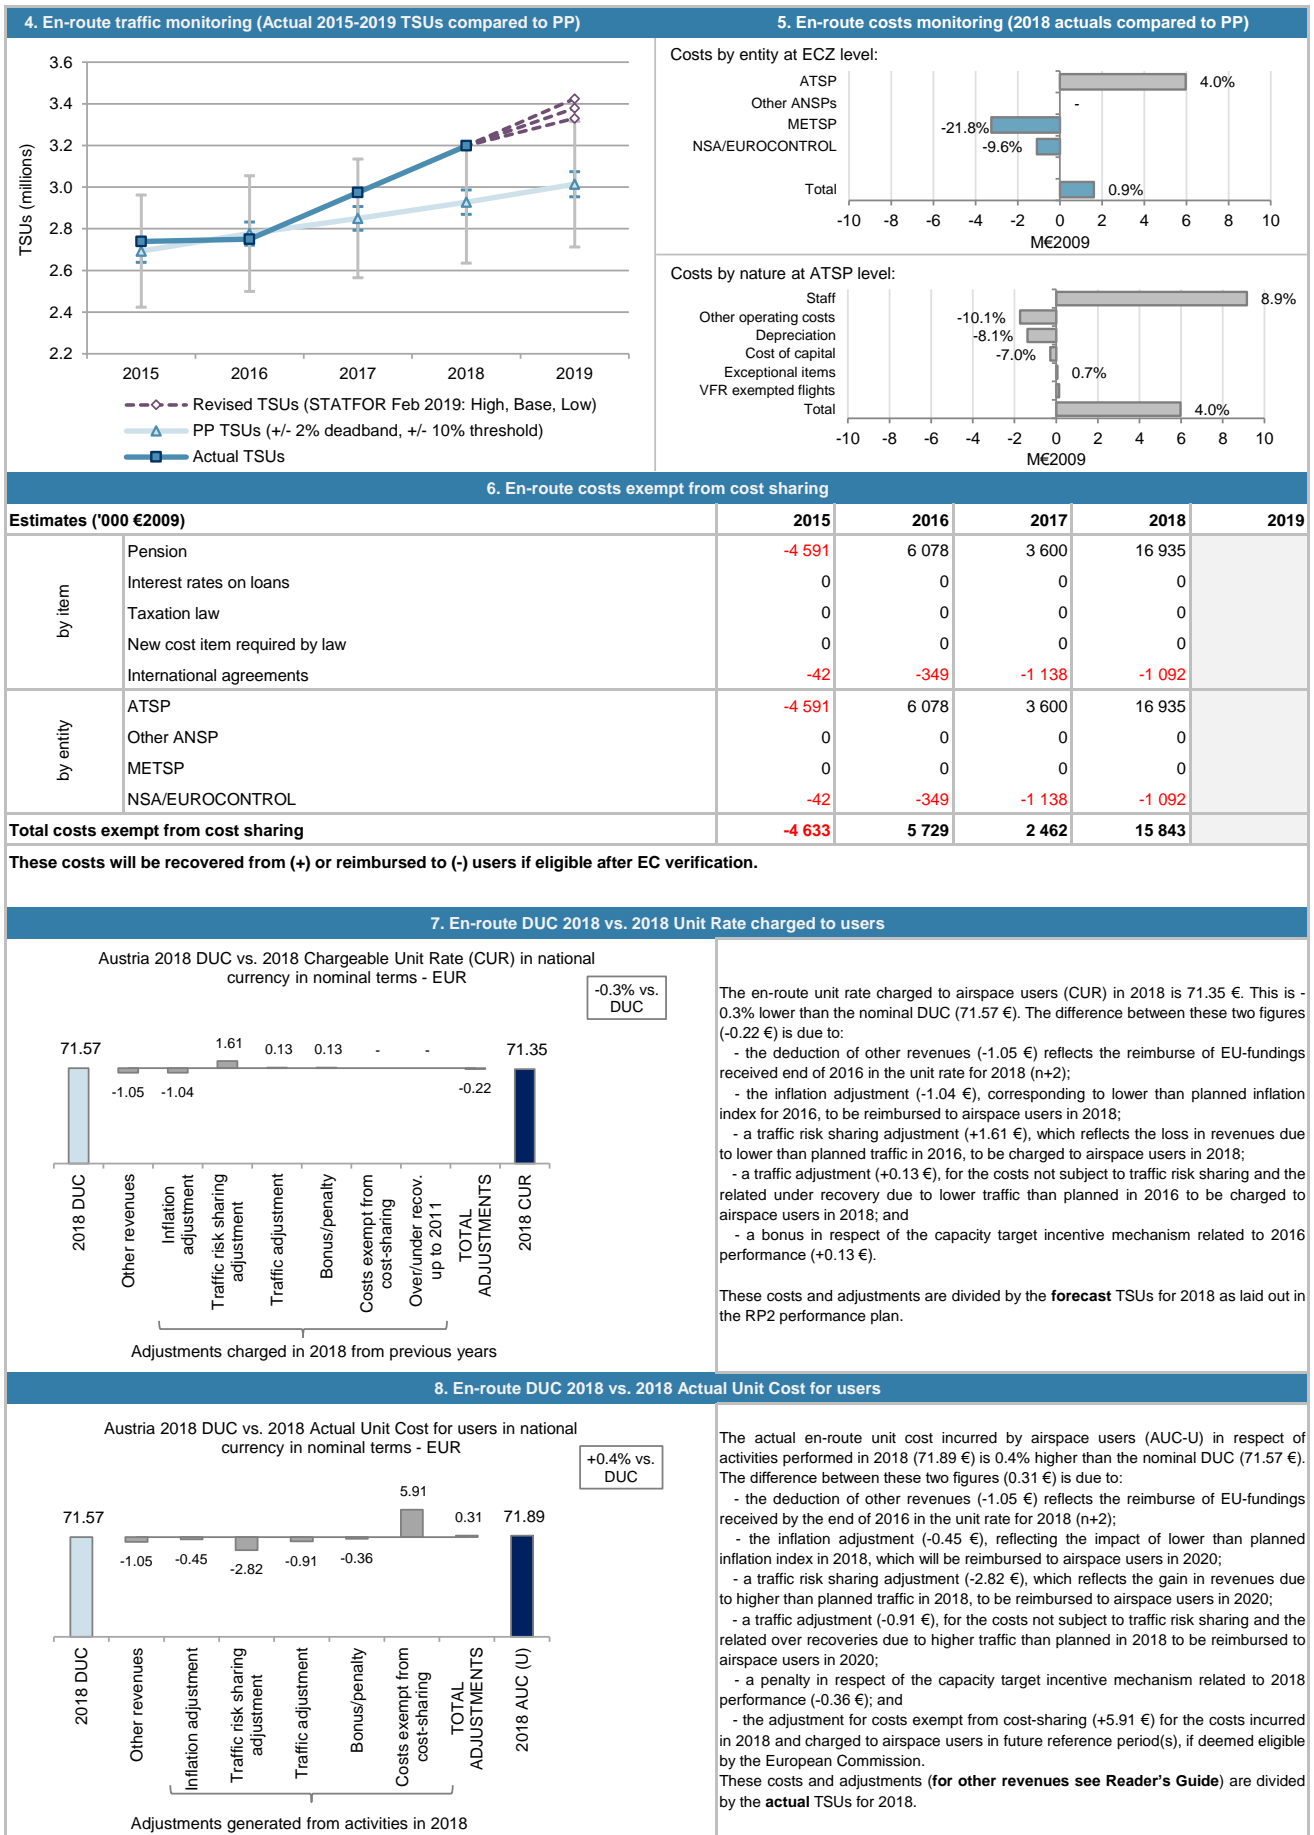 4. En-route traffic monitoring (Actual 2015-2019 TSUs compared to PP)
3.6
3.4
3.2
3.0
2.8
2.6
2.4
2.2
TSUs (millions)
2015 2016 2017 2018 2019
Revised TSUs (STATFOR Feb 2019: High, Base, Low)
PP TSUs (+/- 2% deadband, +/- 10% threshold)
Actual TSUs
5. En-route costs monitoring (2018 actuals compared to PP)
Costs by entity at ECZ level:
ATSP 4.0%
Other ANSPs -
METSP -21.8%
NSA/EUROCONTROL -9.6%
Total 0.9%
-10 -8 -6 -4 -2 0 2 4 6 8 10
M€2009
Costs by nature at ATSP level:
Staff 8.9%
Other operating costs -10.1%
Depreciation -8.1%
Cost of capital -7.0%
Exceptional items 0.7%
VFR exempted flights
Total 4.0%
-10 -8 -6 -4 -2 0 2 4 6 8 10
M€2009
6. En-route costs exempt from cost sharing
Estimates ('000 €2009) 2015 2016 2017 2018 2019
by item
Pension -4 591 6 078 3 600 16 935
Interest rates on loans 0 0 0 0
Taxation law 0 0 0 0
New cost item required by law 0 0 0 0
International agreements -42 -349 -1 138 -1 092
by entity
ATSP -4 591 6 078 3 600 16 935
Other ANSP 0 0 0 0
METSP 0 0 0 0
NSA/EUROCONTROL -42 -349 -1 138 -1 092
Total costs exempt from cost sharing -4 633 5 729 2 462 15 843
These costs will be recovered from (+) or reimbursed to (-) users if eligible after EC verification.
7. En-route DUC 2018 vs. 2018 Unit Rate charged to users
Austria 2018 DUC vs. 2018 Chargeable Unit Rate (CUR) in national
currency in nominal terms - EUR
-0.3% vs.
DUC
71.57 -1.05 -1.04 1.61 0.13 0.13 - - -0.22 71.35
2018 DUC
Other revenues
Inflation
adjustment
Traffic risk sharing
adjustment
Traffic adjustment
Bonus/penalty
Costs exempt from
cost-sharing
Over/under recov.
up to 2011
TOTAL
ADJUSTMENTS
2018 CUR
Adjustments charged in 2018 from previous years
The en-route unit rate charged to airspace users (CUR) in 2018 is 71.35 €. This is -
0.3% lower than the nominal DUC (71.57 €). The difference between these two figures
(-0.22 €) is due to:
- the deduction of other revenues (-1.05 €) reflects the reimburse of EU-fundings
received end of 2016 in the unit rate for 2018 (n+2);
- the inflation adjustment (-1.04 €), corresponding to lower than planned inflation
index for 2016, to be reimbursed to airspace users in 2018;
- a traffic risk sharing adjustment (+1.61 €), which reflects the loss in revenues due
to lower than planned traffic in 2016, to be charged to airspace users in 2018;
- a traffic adjustment (+0.13 €), for the costs not subject to traffic risk sharing and the
related under recovery due to lower traffic than planned in 2016 to be charged to
airspace users in 2018; and
- a bonus in respect of the capacity target incentive mechanism related to 2016
performance (+0.13 €).
These costs and adjustments are divided by the forecast TSUs for 2018 as laid out in
the RP2 performance plan.
8. En-route DUC 2018 vs. 2018 Actual Unit Cost for users
Austria 2018 DUC vs. 2018 Actual Unit Cost for users in national
currency in nominal terms - EUR
+0.4% vs.
DUC
71.57 -1.05 -0.45 -2.82 -0.91 -0.36 5.91 0.31 71.89
2018 DUC
Other revenues
Inflation adjustment
Traffic risk sharing
adjustment
Traffic adjustment
Bonus/penalty
Costs exempt from
cost-sharing
TOTAL
ADJUSTMENTS
2018 AUC (U)
Adjustments generated from activities in 2018
The actual en-route unit cost incurred by airspace users (AUC-U) in respect of
activities performed in 2018 (71.89 €) is 0.4% higher than the nominal DUC (71.57 €).
The difference between these two figures (0.31 €) is due to:
- the deduction of other revenues (-1.05 €) reflects the reimburse of EU-fundings
received by the end of 2016 in the unit rate for 2018 (n+2);
- the inflation adjustment (-0.45 €), reflecting the impact of lower than planned
inflation index in 2018, which will be reimbursed to airspace users in 2020;
- a traffic risk sharing adjustment (-2.82 €), which reflects the gain in revenues due
to higher than planned traffic in 2018, to be reimbursed to airspace users in 2020;
- a traffic adjustment (-0.91 €), for the costs not subject to traffic risk sharing and the
related over recoveries due to higher traffic than planned in 2018 to be reimbursed to
airspace users in 2020;
- a penalty in respect of the capacity target incentive mechanism related to 2018
performance (-0.36 €); and
- the adjustment for costs exempt from cost-sharing (+5.91 €) for the costs incurred
in 2018 and charged to airspace users in future reference period(s), if deemed eligible
by the European Commission.
These costs and adjustments (for other revenues see Reader's Guide) are divided
by the actual TSUs for 2018.